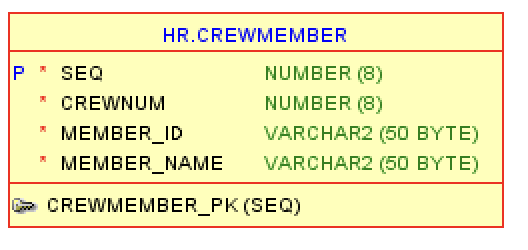 HR.CREWMEMBER
P * SEQ NUMBER (8)
* CREWNUM NUMBER (8)
* MEMBER_ID VARCHAR2 (50 BYTE)
* MEMBER_NAME VARCHAR2 (50 BYTE)
CREWMEMBER_PK (SEQ)